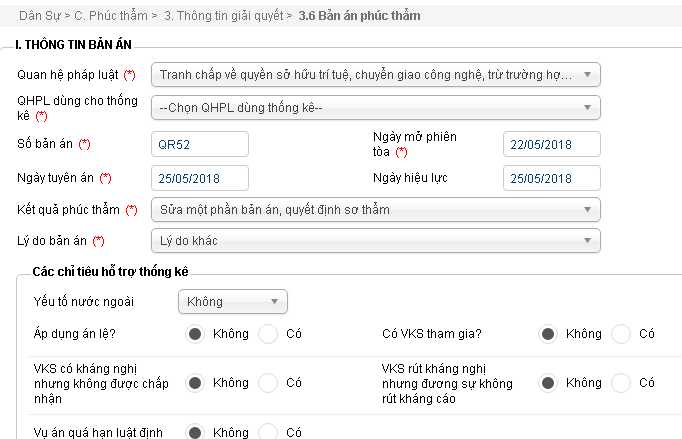 Dân Sự > C. Phúc thẩm > 3. Thông tin giải quyết > 3.6 Bản án phúc thẩm
I. THÔNG TIN BẢN ÁN
Quan hệ pháp luật (*) Tranh chấp về quyền sở hữu trí tuệ, chuyển giao công nghệ, trừ trường hợ...
QHPL dùng cho thống
kê (*) --Chọn QHPL dùng thống kê--
Số bản án (*) QR52 Ngày mở phiên
tòa (*) 22/05/2018
Ngày tuyên án (*) 25/05/2018 Ngày hiệu lực 25/05/2018
Kết quả phúc thẩm (*) Sửa một phần bản án, quyết định sơ thẩm
Lý do bản án (*) Lý do khác
Các chỉ tiêu hỗ trợ thống kê
Yếu tố nước ngoài Không
Áp dụng án lệ? Không Có Có VKS tham gia? Không Có
VKS có kháng nghị
nhưng không được chấp
nhận Không Có
VKS rút kháng nghị
nhưng đương sự không
rút kháng cáo Không Có
Vụ án quá hạn luật định Không Có